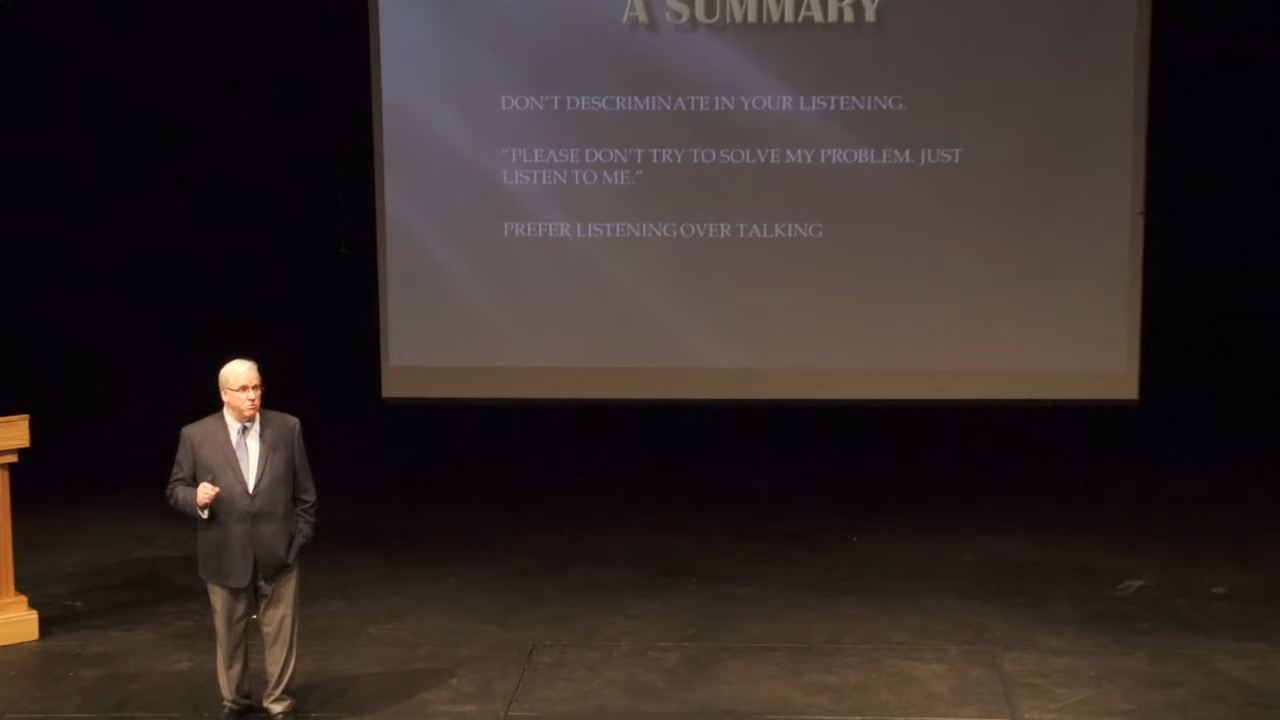 A SUMMARY
DON'T DESCRIMINATE IN YOUR LISTENING.
"PLEASE DON'T TRY TO SOLVE MY PROBLEM. JUST
LISTEN TO ME."
PREFER LISTENING OVER TALKING